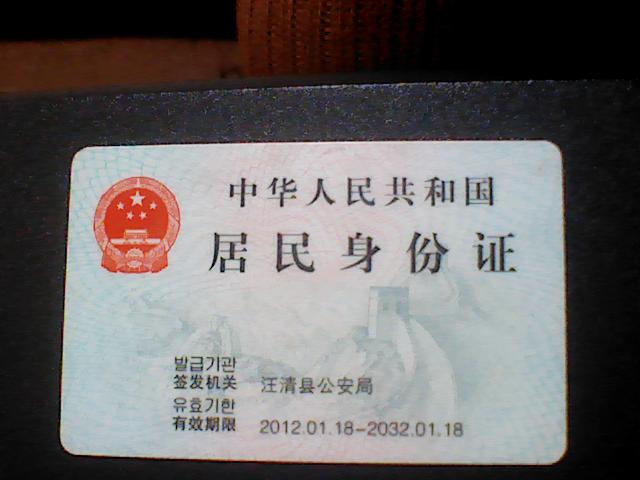 中华人民共和国
居民身份证
발급기관
签发机关 汪清县公安局
유효기한
有效期限 2012.01.18-2032.01.18